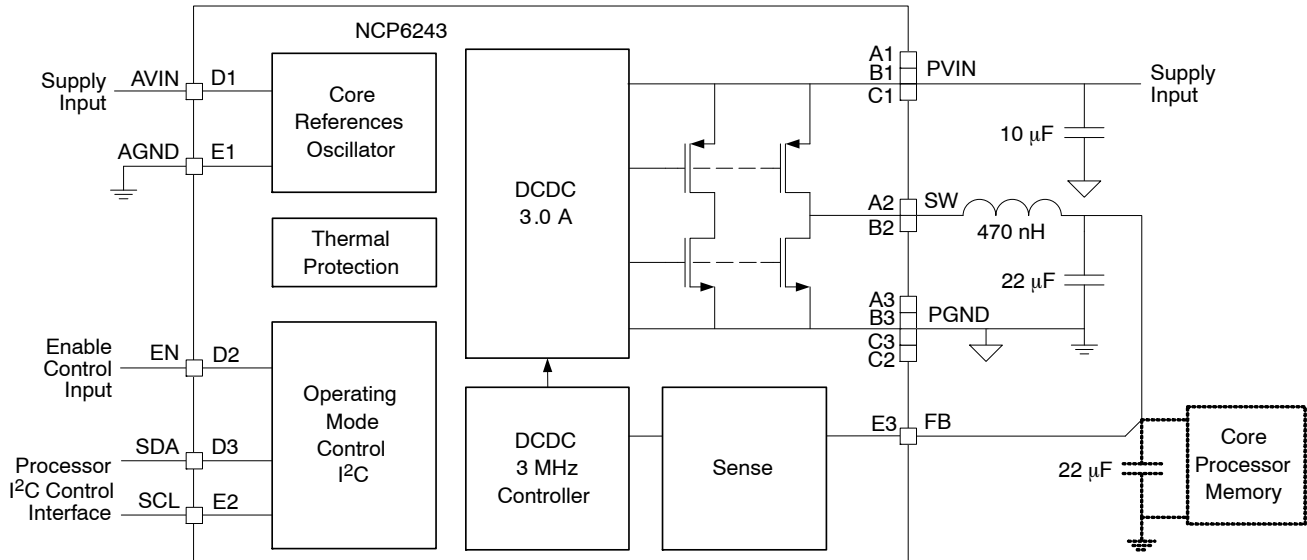 NCP6243
Supply
Input
AVIN
D1
AGND
E1
Core
References
Oscillator
Thermal
Protection
Enable
Control
Input
EN
D2
Processor
I²C Control
Interface
SDA
D3
SCL
E2
Operating
Mode
Control
I²C
DCDC
3.0 A
DCDC
3 MHz
Controller
Sense
A1
B1
C1
PVIN
Supply
Input
10 µF
A2
B2
SW
470 nH
22 µF
A3
B3
C3
C2
PGND
E3
FB
22 µF
Core
Processor
Memory